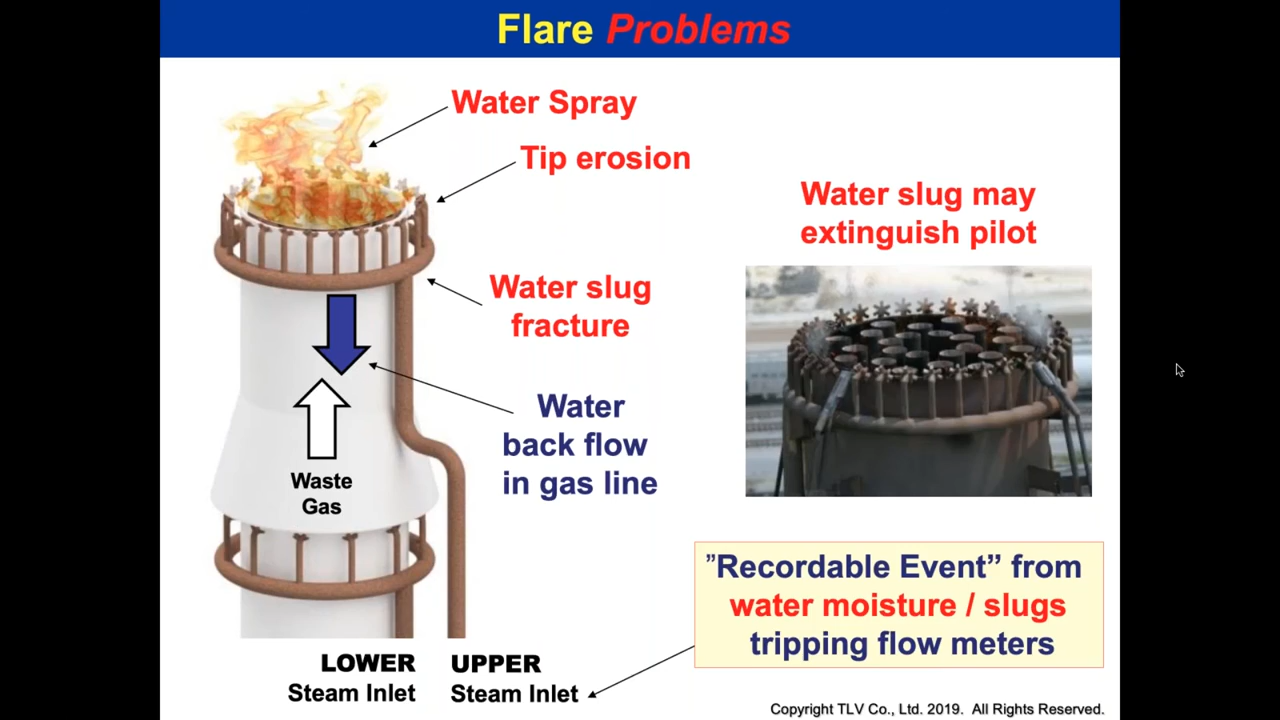 Flare Problems
Water Spray
Tip erosion
Water slug may
extinguish pilot
Water slug
fracture
Water
back flow
in gas line
Waste
Gas
”Recordable Event” from
water moisture / slugs
tripping flow meters
LOWER
Steam Inlet
UPPER
Steam Inlet
Copyright TLV Co., Ltd. 2019. All Rights Reserved.